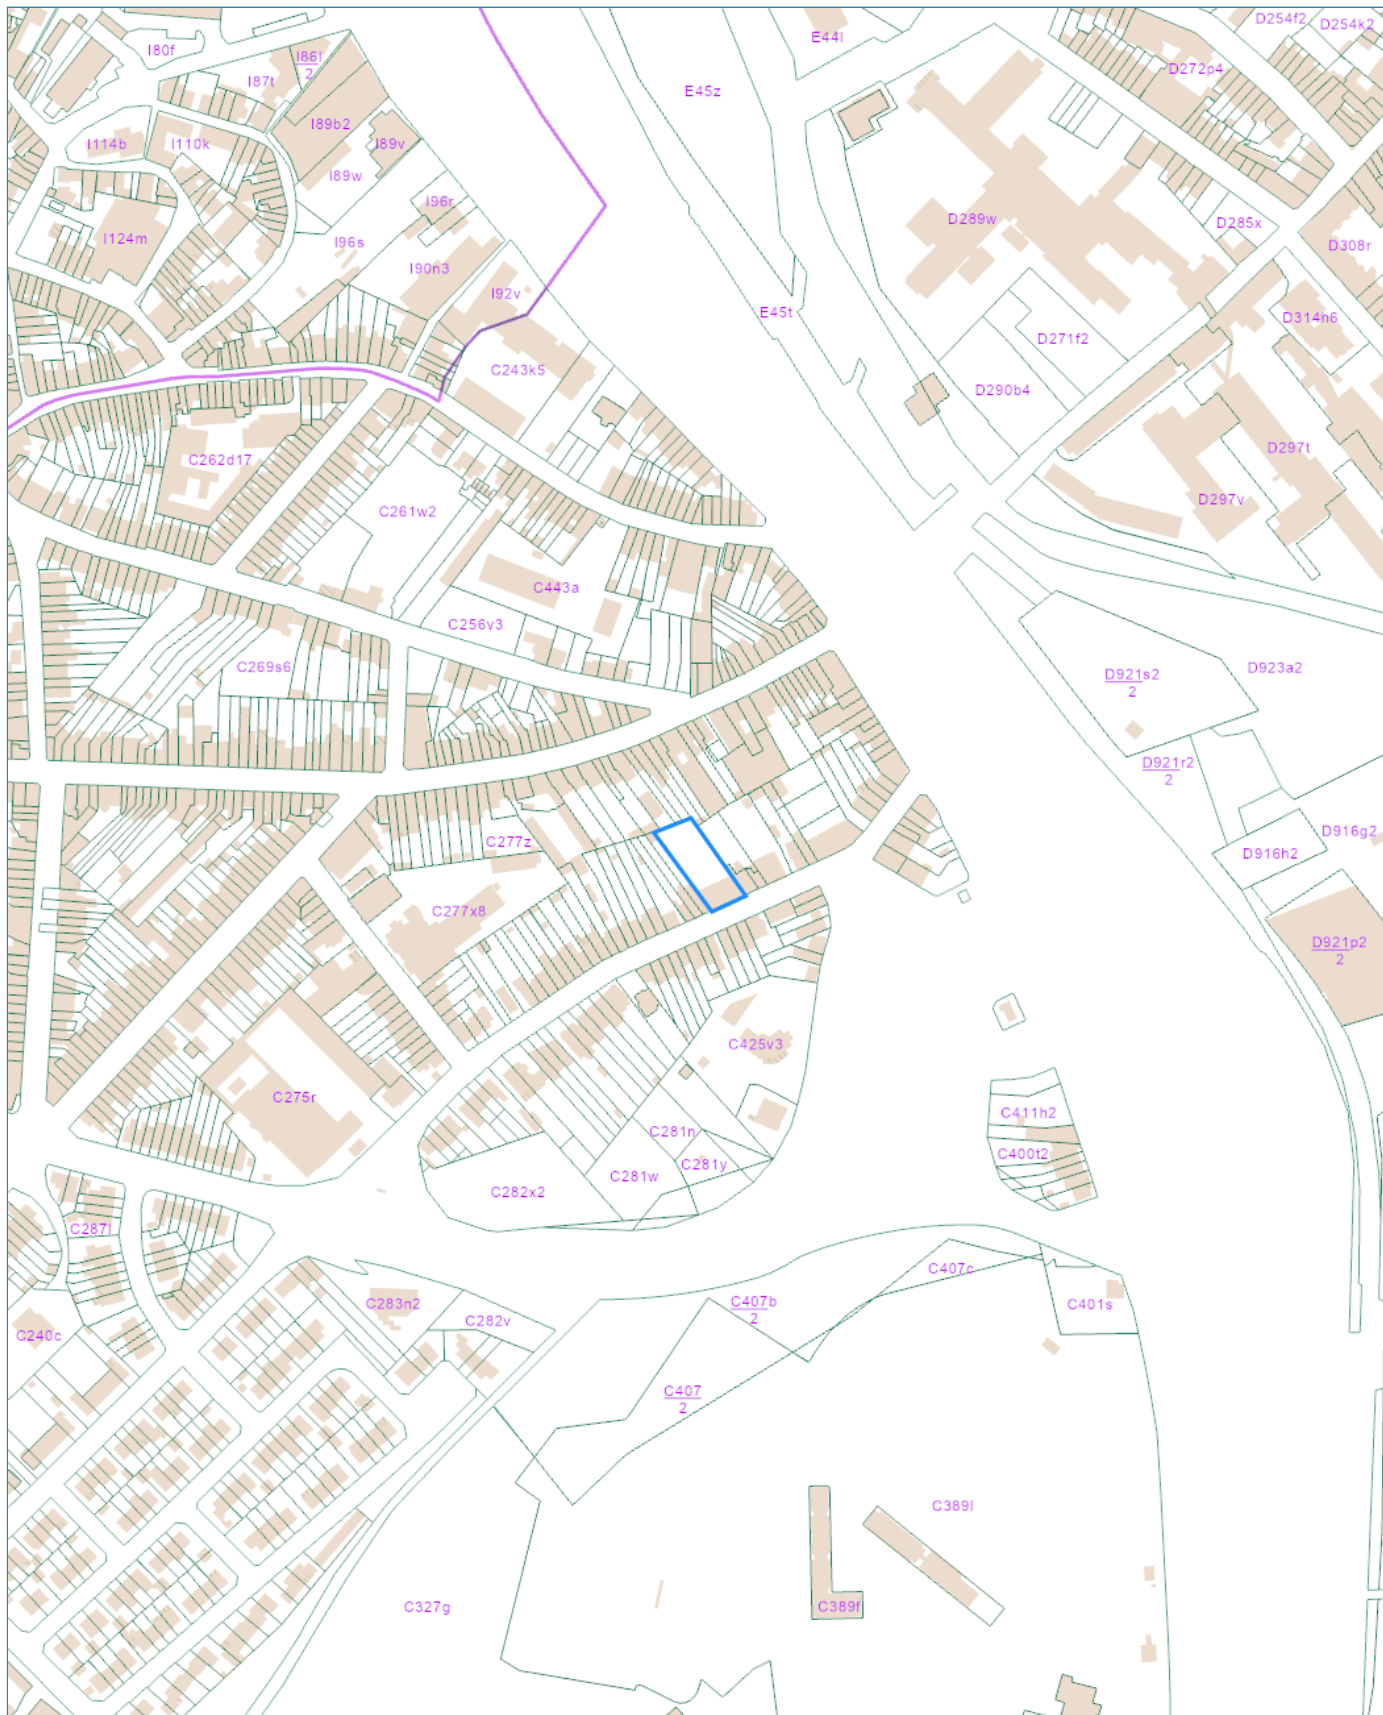 I80f
I86l
2
I87t
E44l
D254f2
D254k2
D272p4
E45z
I89b2
I114b
I110k
I89v
I89w
I96r
D289w
D285x
I124m
I96s
D308r
I90n3
I92v
E45t
D314h6
D271f2
C243k5
D290b4
C262d17
D297t
D297v
C261w2
C443a
C256v3
C269s6
D921s2
2
D923a2
D921r2
2
C277z
D916g2
D916h2
C277x8
D921p2
2
C425v3
C275r
C411h2
C281n
C400t2
C281y
C281w
C282x2
C287l
C407c
C283n2
C407b
2
C401s
C282v
C240c
C407
2
C389l
C327g
C389f